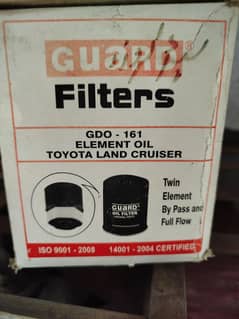 GUARD®
Filters
GDO - 161
ELEMENT OIL
TOYOTA LAND CRUISER
GUARD
OIL FILTER
Twin
Element
By Pass and
Full Flow
ISO 9001 - 2008
14001 - 2004 CERTIFIED